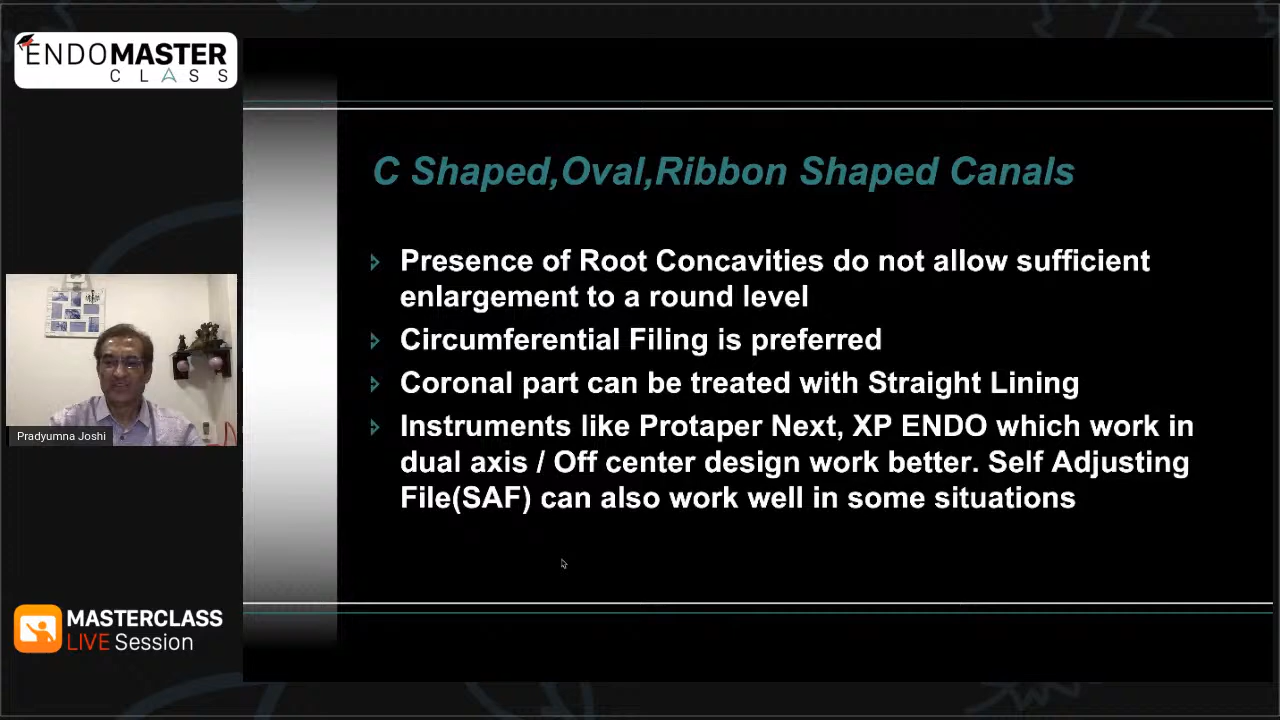 ENDOMASTER
CLASS
C Shaped,Oval,Ribbon Shaped Canals
Presence of Root Concavities do not allow sufficient
enlargement to a round level
Circumferential Filing is preferred
Coronal part can be treated with Straight Lining
Instruments like Protaper Next, XP ENDO which work in
dual axis / Off center design work better. Self Adjusting
File(SAF) can also work well in some situations
Pradyumna Joshi
MASTERCLASS
LIVE Session